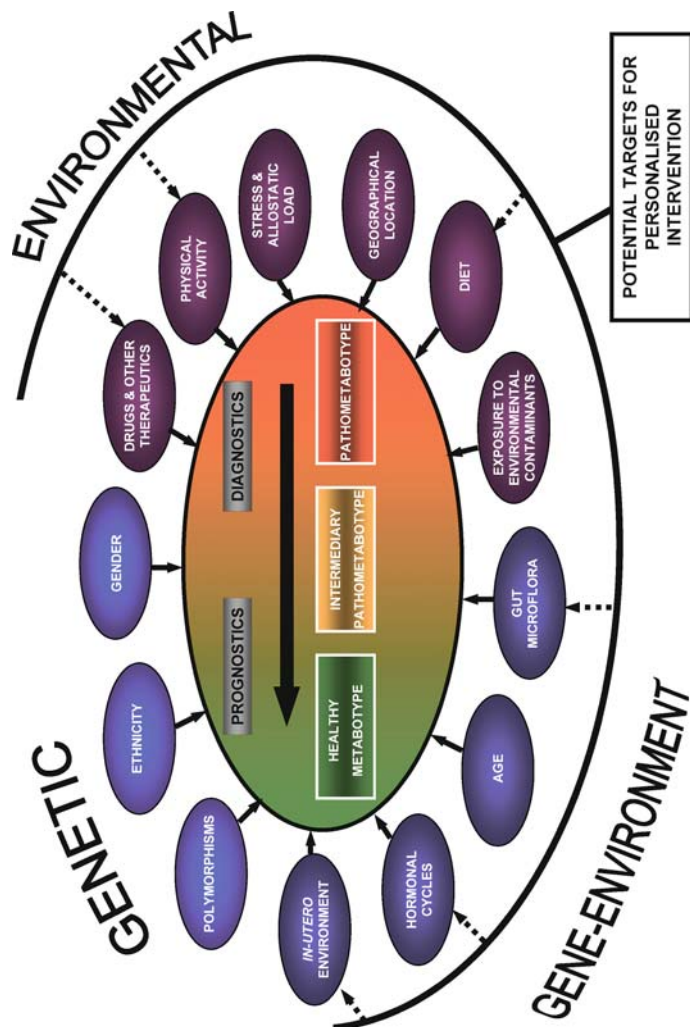 GENETIC
ENVIRONMENTAL
GENE-ENVIRONMENT
POLYMORPHISMS
ETHNICITY
GENDER
DRUGS & OTHER
THERAPEUTICS
PHYSICAL
ACTIVITY
STRESS &
ALLOSTATIC
LOAD
GEOGRAPHICAL
LOCATION
DIET
EXPOSURE TO
ENVIRONMENTAL
CONTAMINANTS
GUT
MICROFLORA
AGE
HORMONAL
CYCLES
IN-UTERO
ENVIRONMENT
PROGNOSTICS
DIAGNOSTICS
HEALTHY
METABOTYPE
INTERMEDIARY
PATHOMETABOTYPE
PATHOMETABOTYPE
POTENTIAL TARGETS FOR
PERSONALISED
INTERVENTION